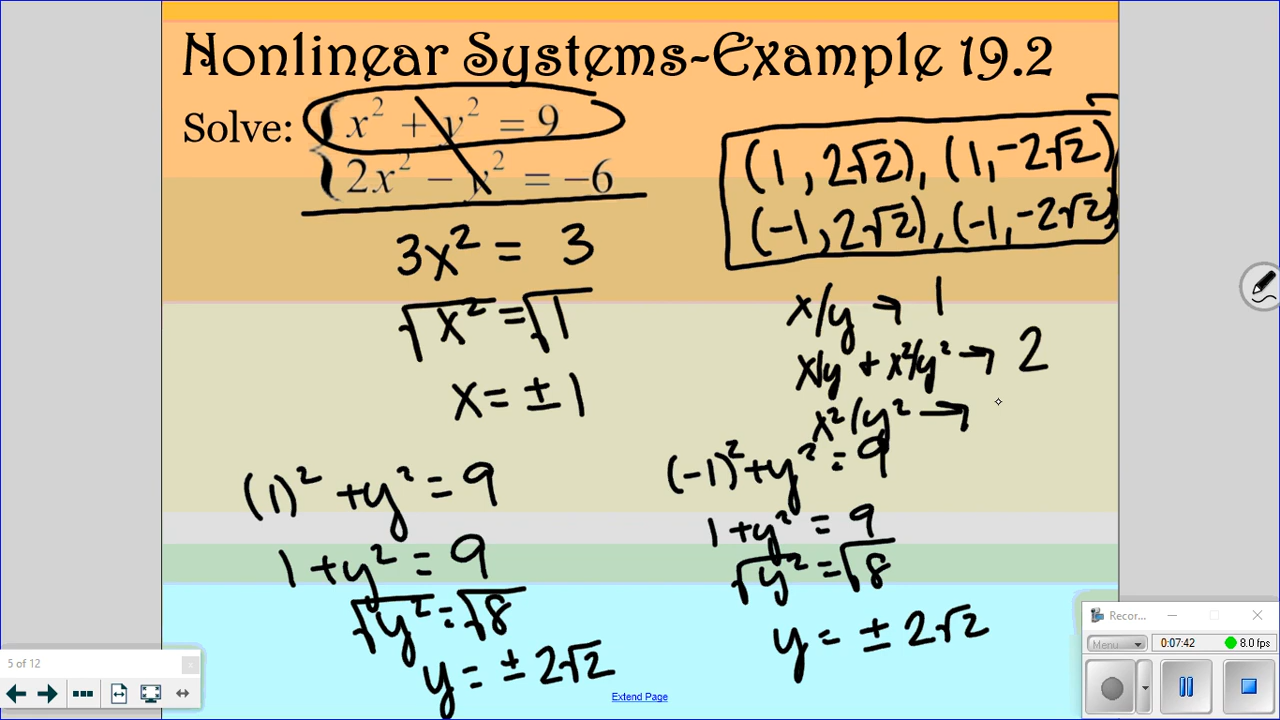 Nonlinear Systems-Example 19.2
Solve:
x² + y² = 9
2x² − y² = −6
3x² = 3
√x² = √1
x = ±1
(1)² + y² = 9
1 + y² = 9
√y² = √8
y = ± 2√2
(1, 2√2), (1, -2√2)
(-1, 2√2), (-1, -2√2)
x/y → 1
x/y + x²/y² → 2
x²/y² →
(-1)² + y² = 9
1 + y² = 9
√y² = √8
y = ± 2√2
5 of 12
x
Extend Page
Recor...
Menu
0:07:42
8.0 fps